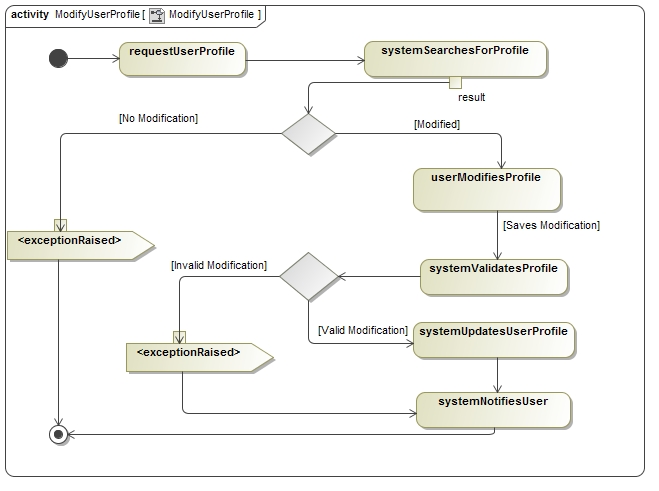 activity ModifyUserProfile[ ModifyUserProfile ]
requestUserProfile
systemSearchesForProfile
result
[No Modification]
[Modified]
userModifiesProfile
[Saves Modification]
<exceptionRaised>
[Invalid Modification]
systemValidatesProfile
[Valid Modification]
systemUpdatesUserProfile
<exceptionRaised>
systemNotifiesUser